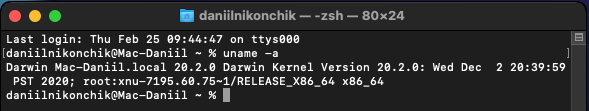 daniilnikonchik — -zsh — 80×24
Last login: Thu Feb 25 09:44:47 on ttys000
[daniilnikonchik@Mac-Daniil ~ % uname -a ]
Darwin Mac-Daniil.local 20.2.0 Darwin Kernel Version 20.2.0: Wed Dec  2 20:39:59
 PST 2020; root:xnu-7195.60.75~1/RELEASE_X86_64 x86_64
daniilnikonchik@Mac-Daniil ~ %